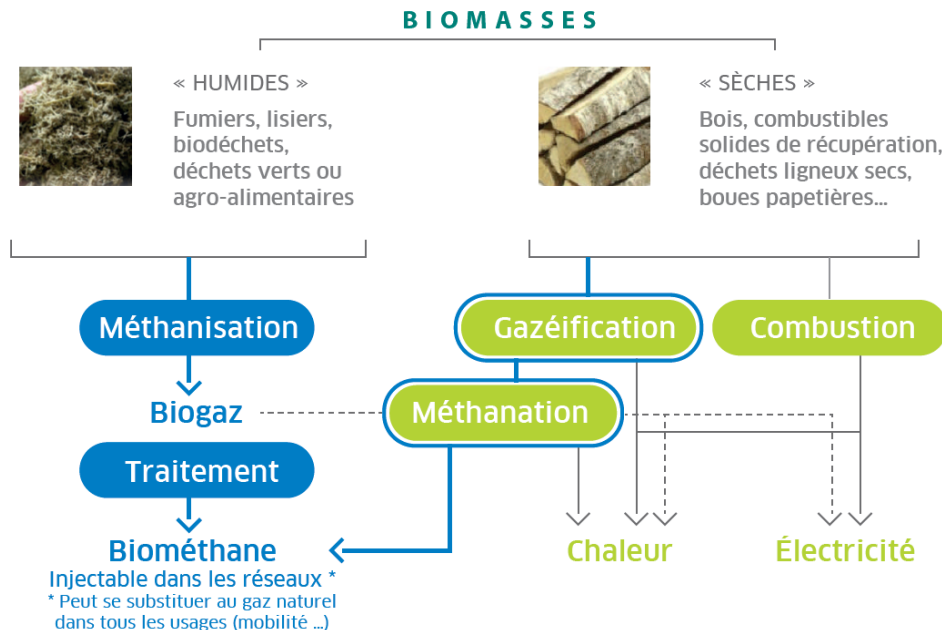 BIOMASSES
« HUMIDES »
Fumiers, lisiers,
biodéchets,
déchets verts ou
agro-alimentaires
« SÈCHES »
Bois, combustibles
solides de récupération,
déchets ligneux secs,
boues papetières...
Méthanisation
Gazéification
Combustion
Biogaz
Méthanation
Traitement
Biométhane
Injectable dans les réseaux *
* Peut se substituer au gaz naturel
dans tous les usages (mobilité ...)
Chaleur
Électricité